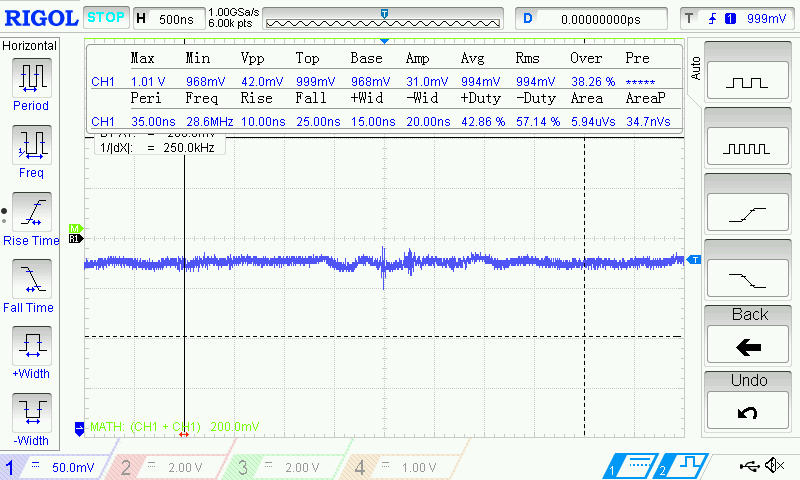 RIGOL STOP H 500ns 1.00GSa/s 6.00k pts T D 0.00000000ps T 1 999mV
Horizontal
Period
Freq
Rise Time
Fall Time
+Width
-Width
Max Min Vpp Top Base Amp Avg Rms Over Pre
CH1 1.01 V 968mV 42.0mV 999mV 968mV 31.0mV 994mV 994mV 38.26 % *****
Peri Freq Rise Fall +Wid -Wid +Duty -Duty Area AreaP
CH1 35.00ns 28.6MHz 10.00ns 25.00ns 15.00ns 20.00ns 42.86 % 57.14 % 5.94uVs 34.7nVs
1/|dX|: = 250.0kHz
M
R1
T
MATH: (CH1 + CH1) 200.0mV
Auto
Back
Undo
1 50.0mV 2 2.00 V 3 2.00 V 4 1.00 V 1 2